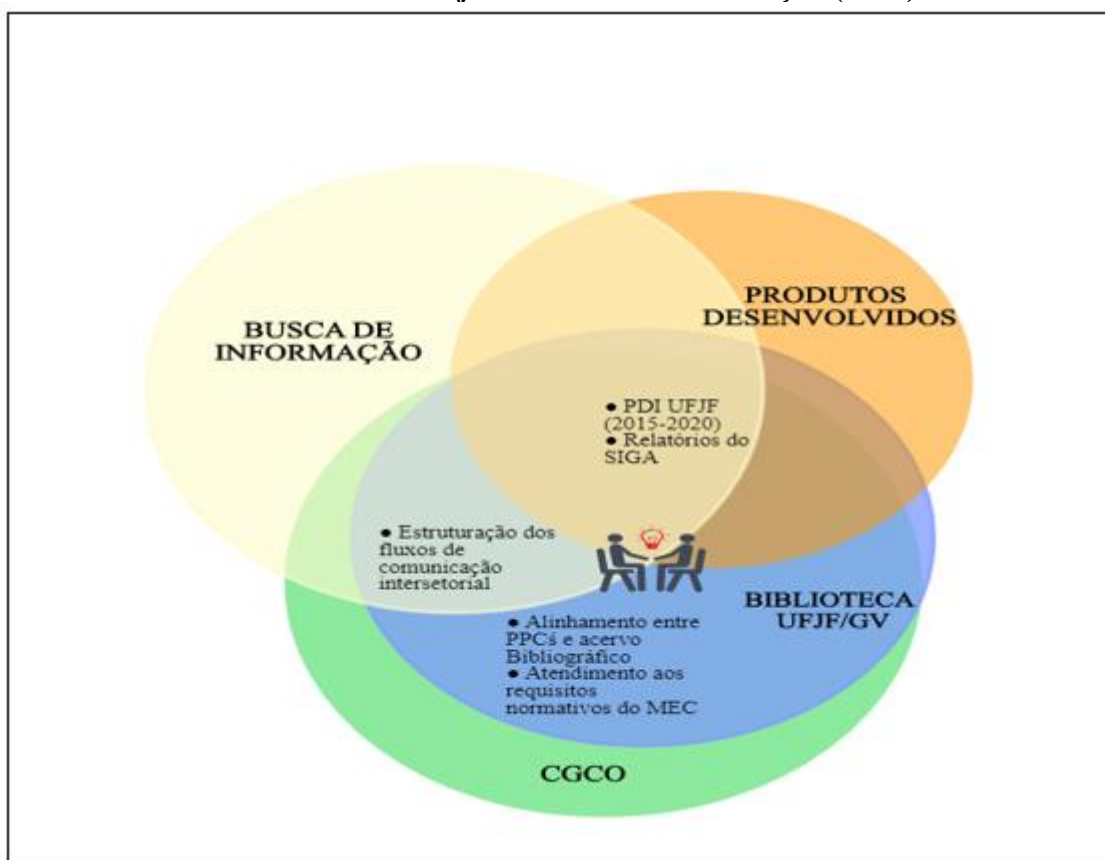 BUSCA DE
INFORMAÇÃO
PRODUTOS
DESENVOLVIDOS
● PDI UFJF
(2015-2020)
● Relatórios do
SIGA
● Estruturação dos
fluxos de
comunicação
intersetorial
BIBLIOTECA
UFJF/GV
● Alinhamento entre
PPCś e acervo
Bibliográfico
● Atendimento aos
requisitos
normativos do MEC
CGCO